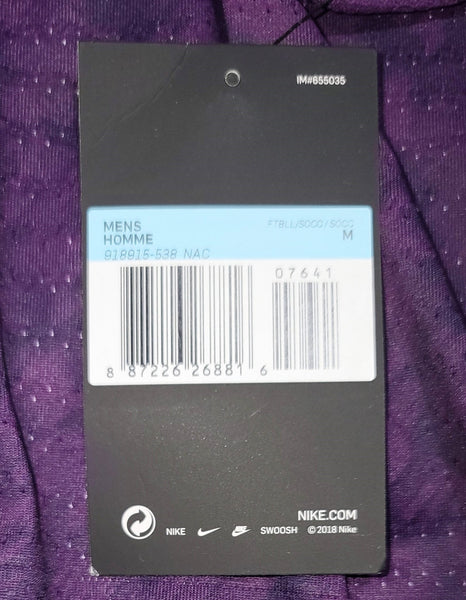 IM#655035
MENS
HOMME
FTBLL/SOCC/SOCC
M
918915-538 NAC
07641
8 87226 26881 6
NIKE.COM
NIKE SWOOSH © 2018 Nike